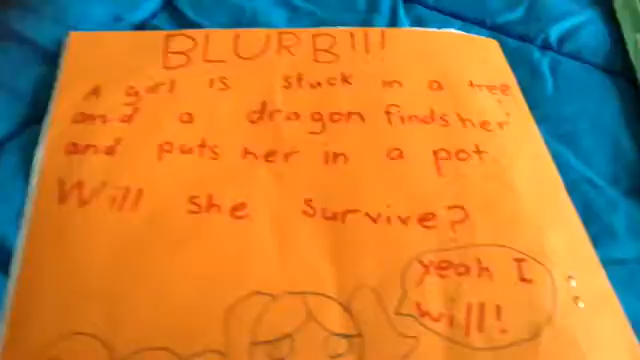 BLURB!!!
A girl is stuck in a tree
and a dragon finds her
and puts her in a pot
Will she survive?
yeah I
will!